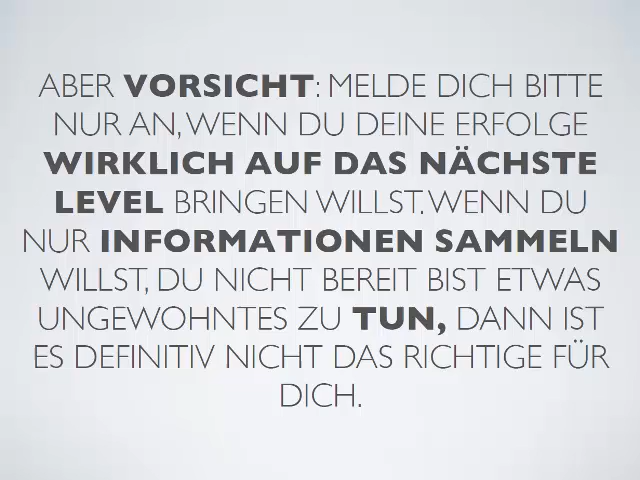 ABER VORSICHT: MELDE DICH BITTE
NUR AN, WENN DU DEINE ERFOLGE
WIRKLICH AUF DAS NÄCHSTE
LEVEL BRINGEN WILLST. WENN DU
NUR INFORMATIONEN SAMMELN
WILLST, DU NICHT BEREIT BIST ETWAS
UNGEWOHNTES ZU TUN, DANN IST
ES DEFINITIV NICHT DAS RICHTIGE FÜR
DICH.